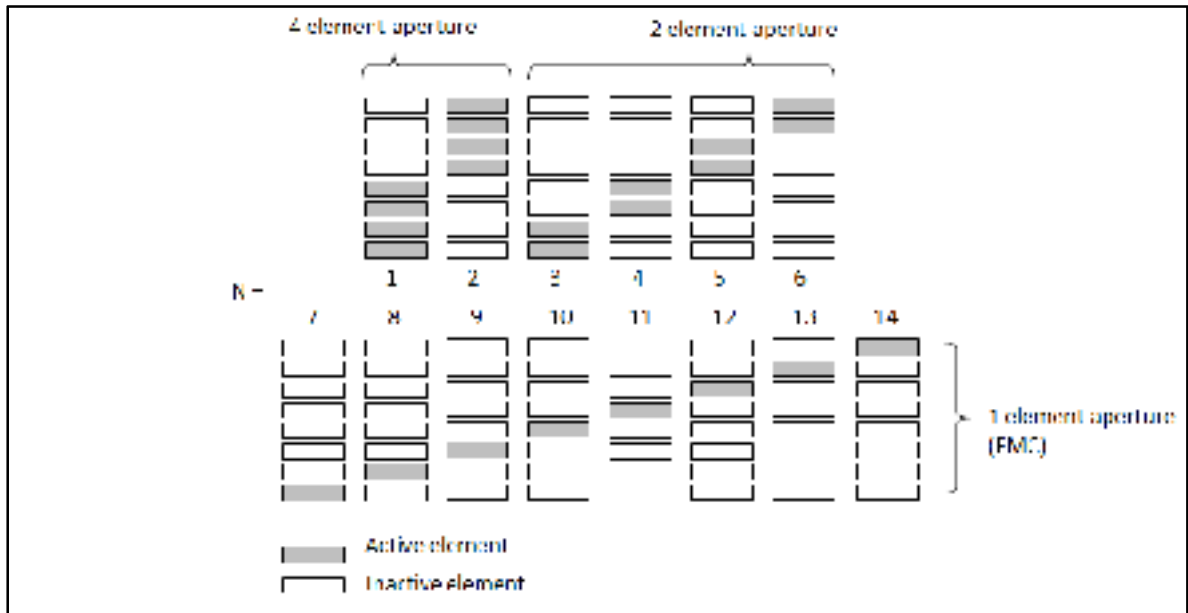 4 element aperture
2 element aperture
1 2 3 4 5 6
N =
7 8 9 10 11 12 13 14
1 element aperture
(FMC)
Active element
Inactive element